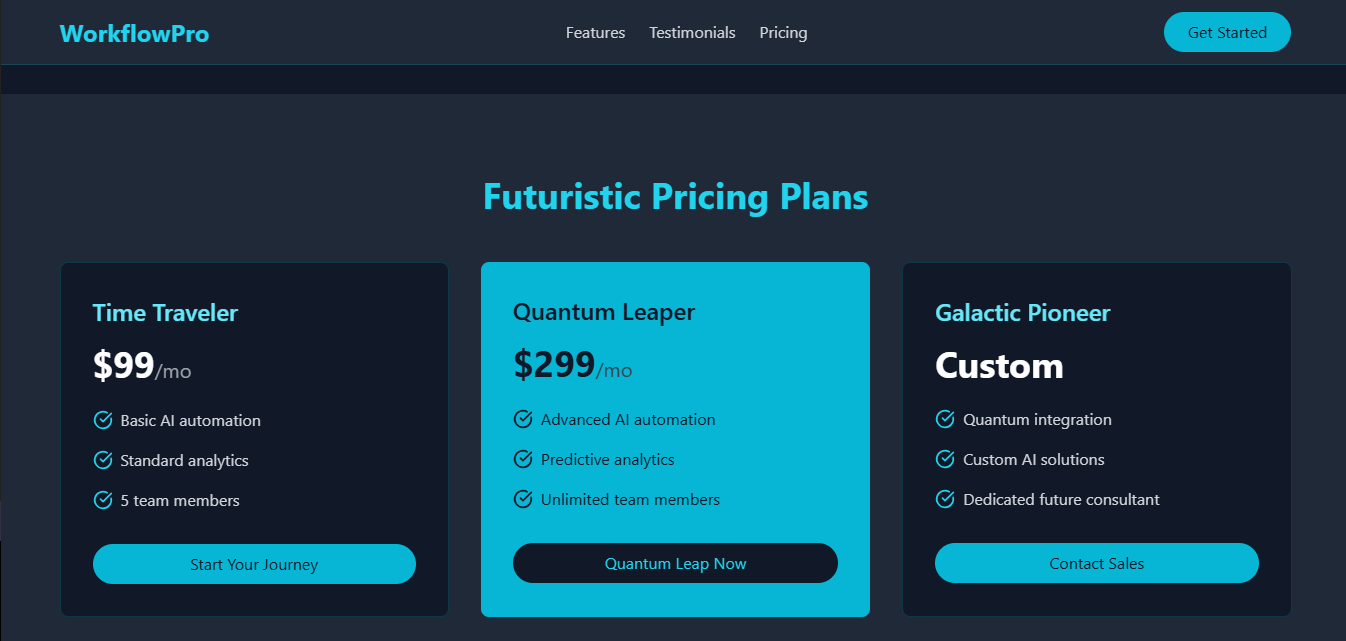 WorkflowPro
Features Testimonials Pricing
Get Started
Futuristic Pricing Plans
Time Traveler
$99/mo
Basic AI automation
Standard analytics
5 team members
Start Your Journey
Quantum Leaper
$299/mo
Advanced AI automation
Predictive analytics
Unlimited team members
Quantum Leap Now
Galactic Pioneer
Custom
Quantum integration
Custom AI solutions
Dedicated future consultant
Contact Sales